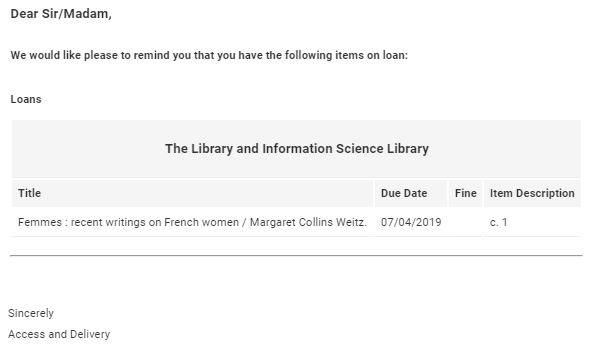 Dear Sir/Madam,
We would like please to remind you that you have the following items on loan:
Loans
The Library and Information Science Library
Title Due Date Fine Item Description
Femmes : recent writings on French women / Margaret Collins Weitz. 07/04/2019 c. 1
Sincerely
Access and Delivery